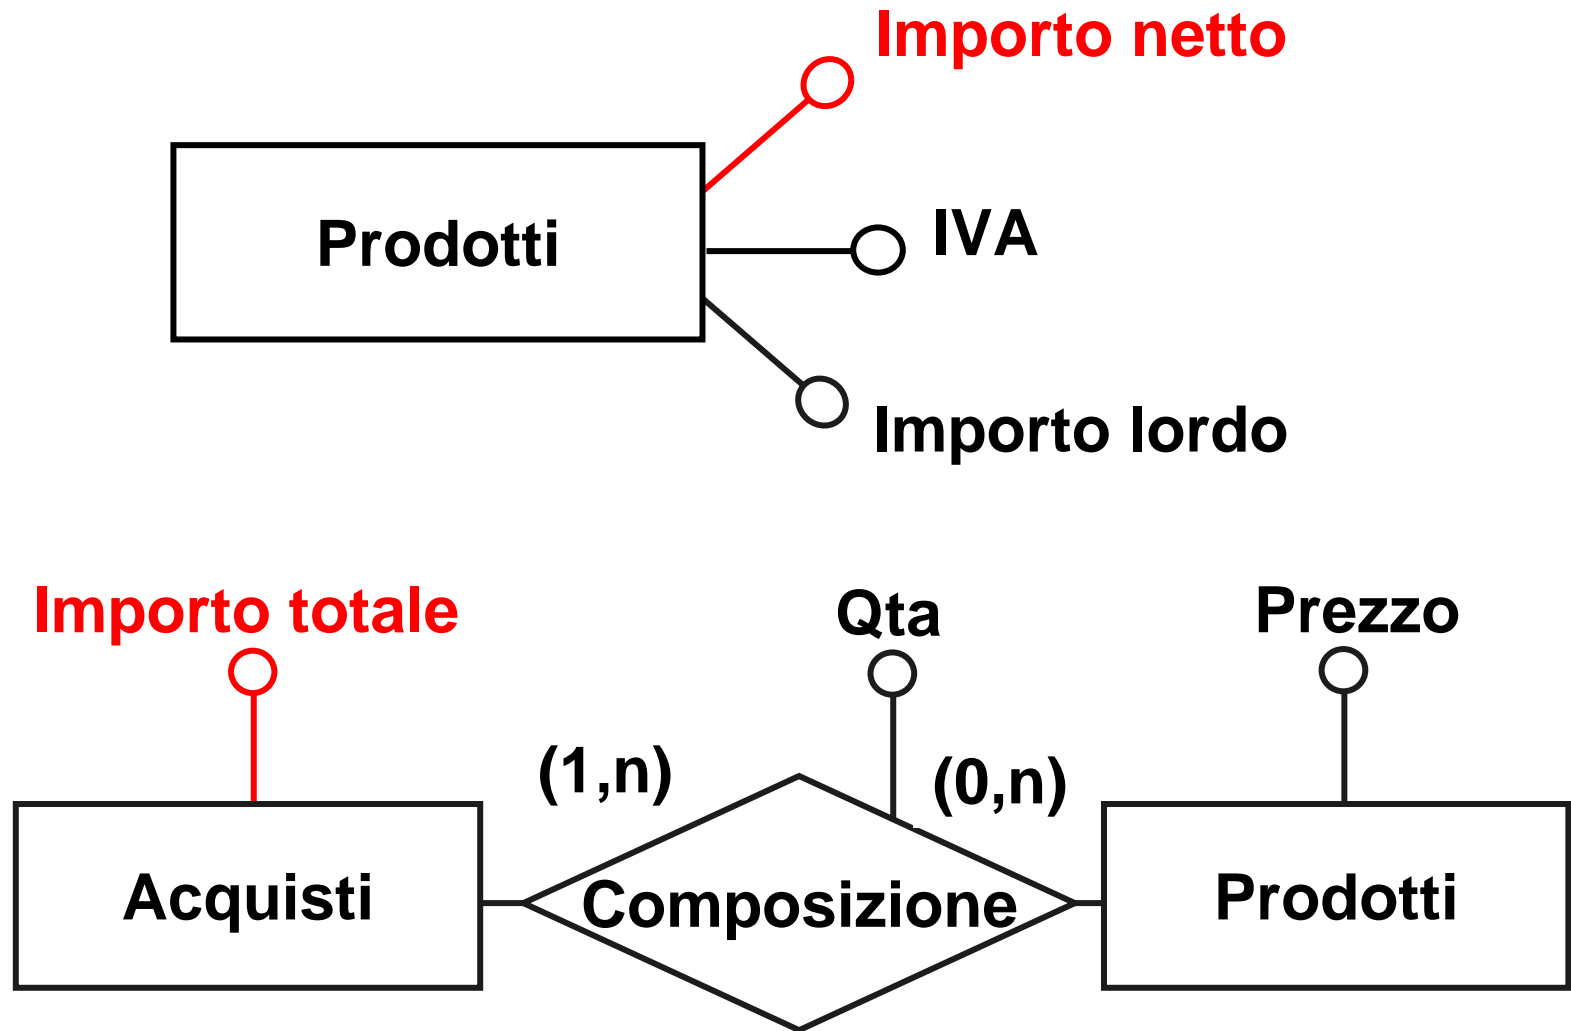 Importo netto
Prodotti
IVA
Importo lordo
Importo totale
Qta
Prezzo
(1,n)
(0,n)
Acquisti
Composizione
Prodotti